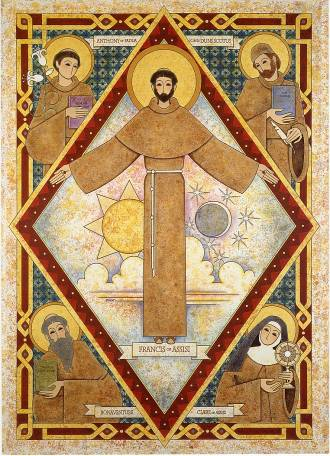 ANTHONY OF PADUA
JOHN DUNS SCOTUS
FRANCIS OF ASSISI
BONAVENTURE
CLARE OF ASSISI